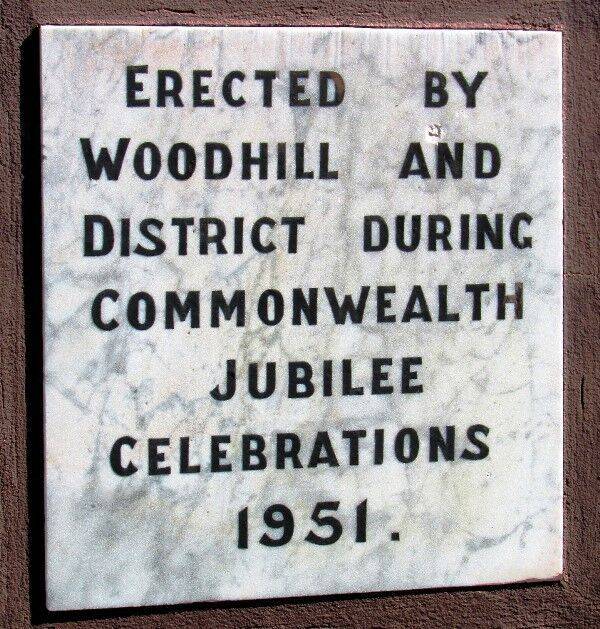 ERECTED BY
WOODHILL AND
DISTRICT DURING
COMMONWEALTH
JUBILEE
CELEBRATIONS
1951.